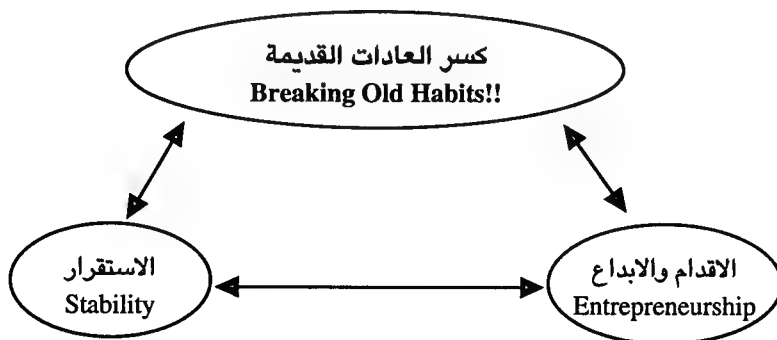 كسر العادات القديمة
Breaking Old Habits!!
الاستقرار
Stability
الاقدام والابداع
Entrepreneurship